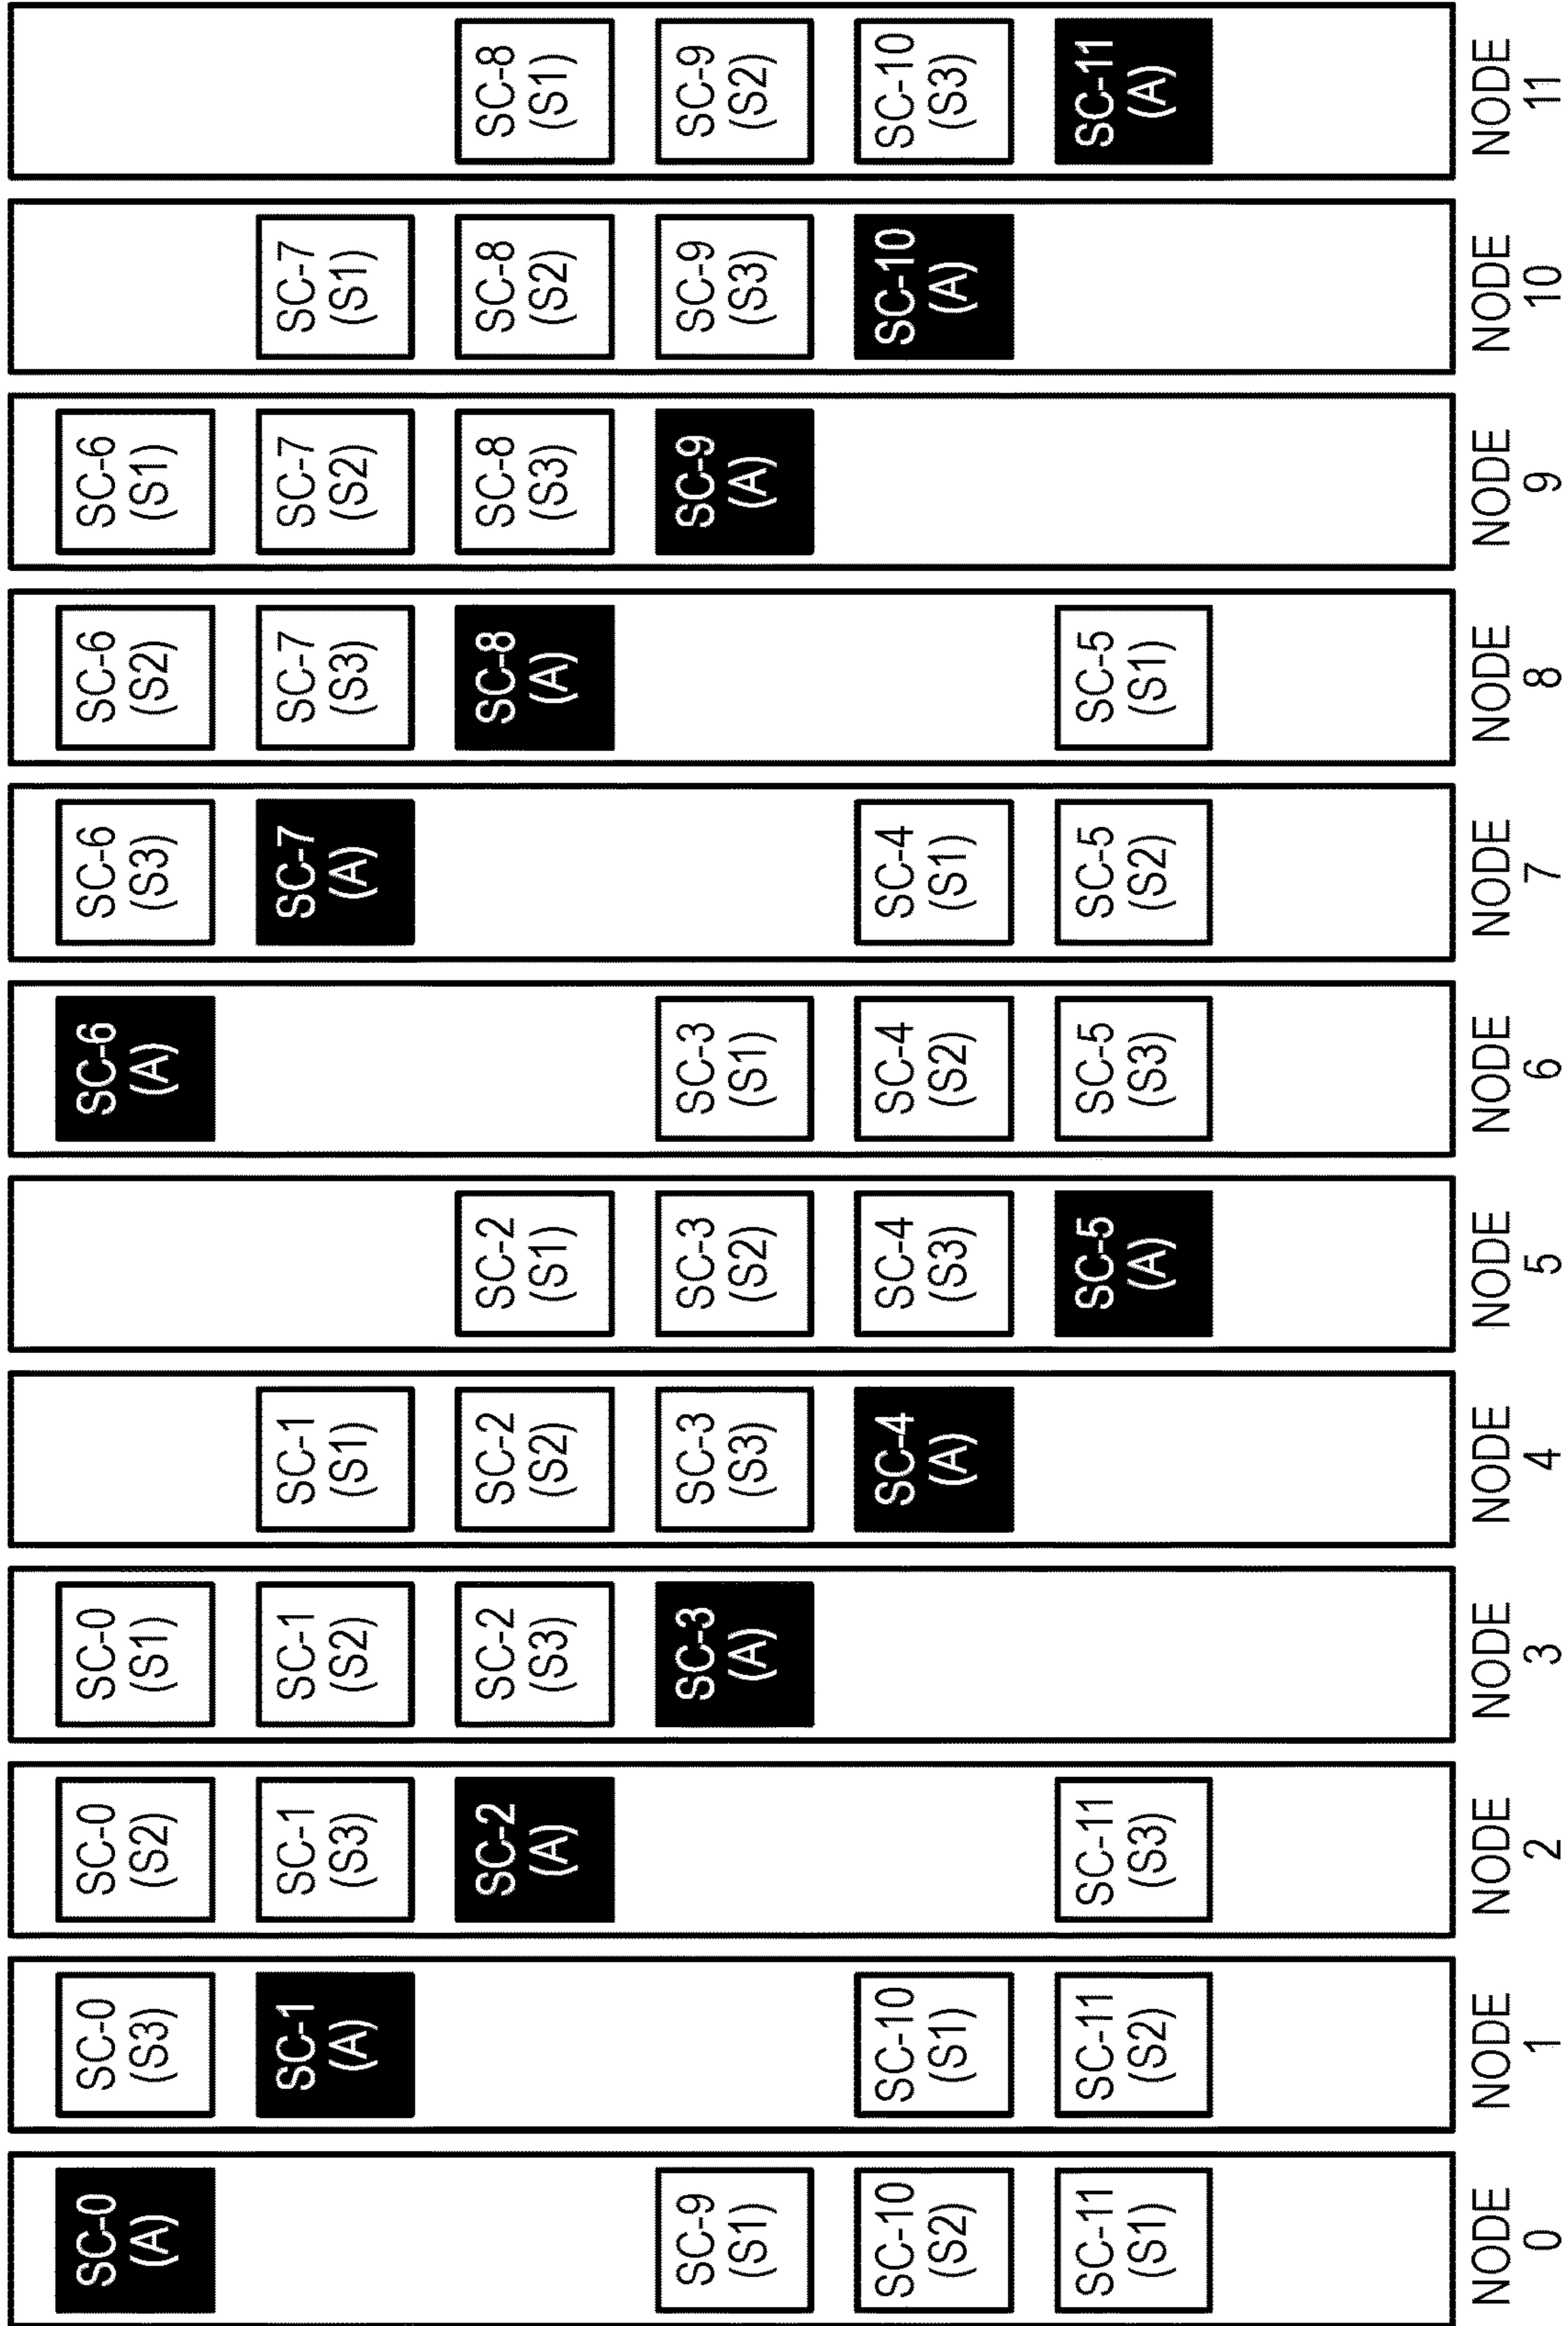 SC-0
(A)
SC-9
(S1)
SC-10
(S2)
SC-11
(S1)
NODE
0
SC-0
(S3)
SC-1
(A)
SC-10
(S1)
SC-11
(S2)
NODE
1
SC-0
(S2)
SC-1
(S3)
SC-2
(A)
SC-11
(S3)
NODE
2
SC-0
(S1)
SC-1
(S2)
SC-2
(S3)
SC-3
(A)
NODE
3
SC-1
(S1)
SC-2
(S2)
SC-3
(S3)
SC-4
(A)
NODE
4
SC-2
(S1)
SC-3
(S2)
SC-4
(S3)
SC-5
(A)
NODE
5
SC-6
(A)
SC-3
(S1)
SC-4
(S2)
SC-5
(S3)
NODE
6
SC-6
(S3)
SC-7
(A)
SC-4
(S1)
SC-5
(S2)
NODE
7
SC-6
(S2)
SC-7
(S3)
SC-8
(A)
SC-5
(S1)
NODE
8
SC-6
(S1)
SC-7
(S2)
SC-8
(S3)
SC-9
(A)
NODE
9
SC-7
(S1)
SC-8
(S2)
SC-9
(S3)
SC-10
(A)
NODE
10
SC-8
(S1)
SC-9
(S2)
SC-10
(S3)
SC-11
(A)
NODE
11